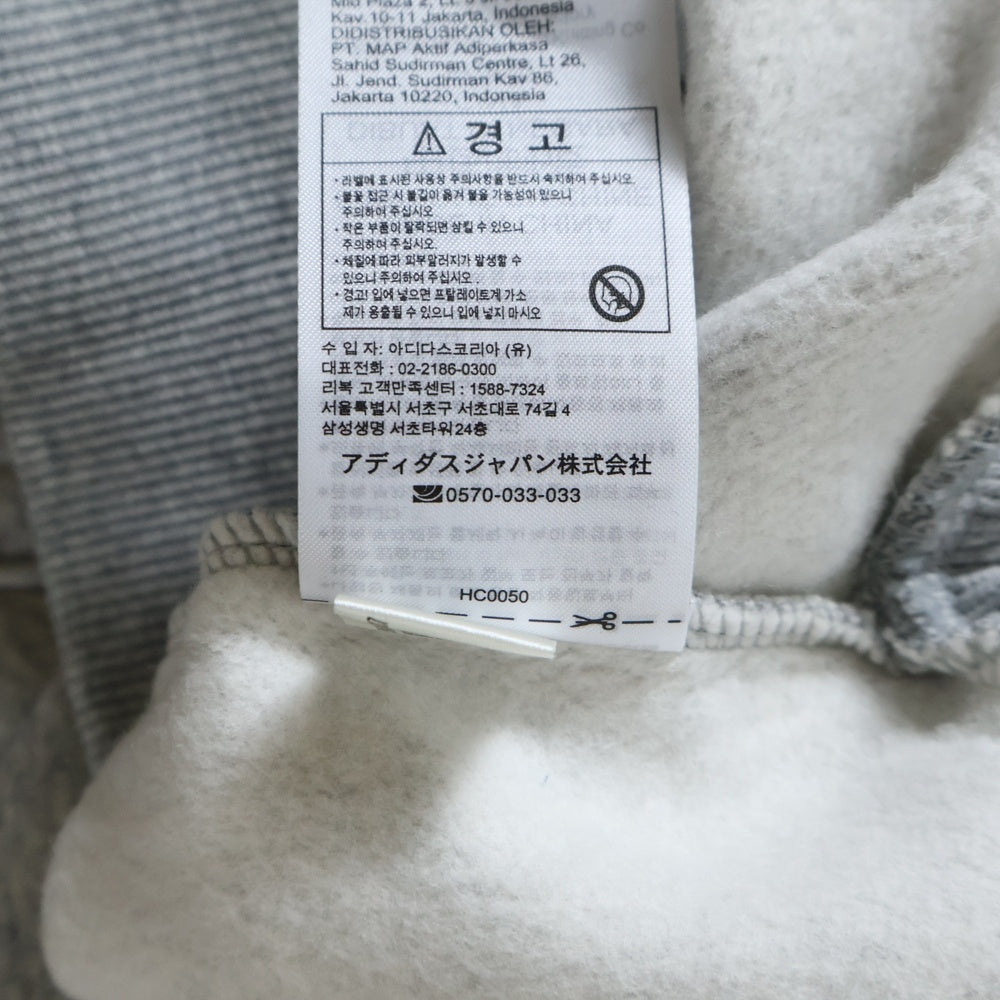 Kav.10-11 Jakarta, Indonesia
DIDISTRIBUSIKAN OLEH:
PT. MAP Aktif Adiperkasa
Sahid Sudirman Centre, Lt 26,
Jl. Jend. Sudirman Kav 86,
Jakarta 10220, Indonesia
경 고
· 라벨에 표시된 사용상 주의사항을 반드시 숙지하여 주십시오.
· 불꽃 접근 시 불길이 옮겨 붙을 가능성이 있으니
주의하여 주십시오
· 작은 부품이 탈락되면 삼킬 수 있으니
주의하여 주십시오.
· 체질에 따라 피부알러지가 발생할 수
있으니 주의하여 주십시오 .
· 경고! 입에 넣으면 프탈레이트계 가소
제가 용출될 수 있으니 입에 넣지 마시오
수 입 자: 아디다스코리아 (유)
대표전화 : 02-2186-0300
리복 고객만족센터 : 1588-7324
서울특별시 서초구 서초대로 74길 4
삼성생명 서초타워24층
アディダスジャパン株式会社
0570-033-033
HC0050